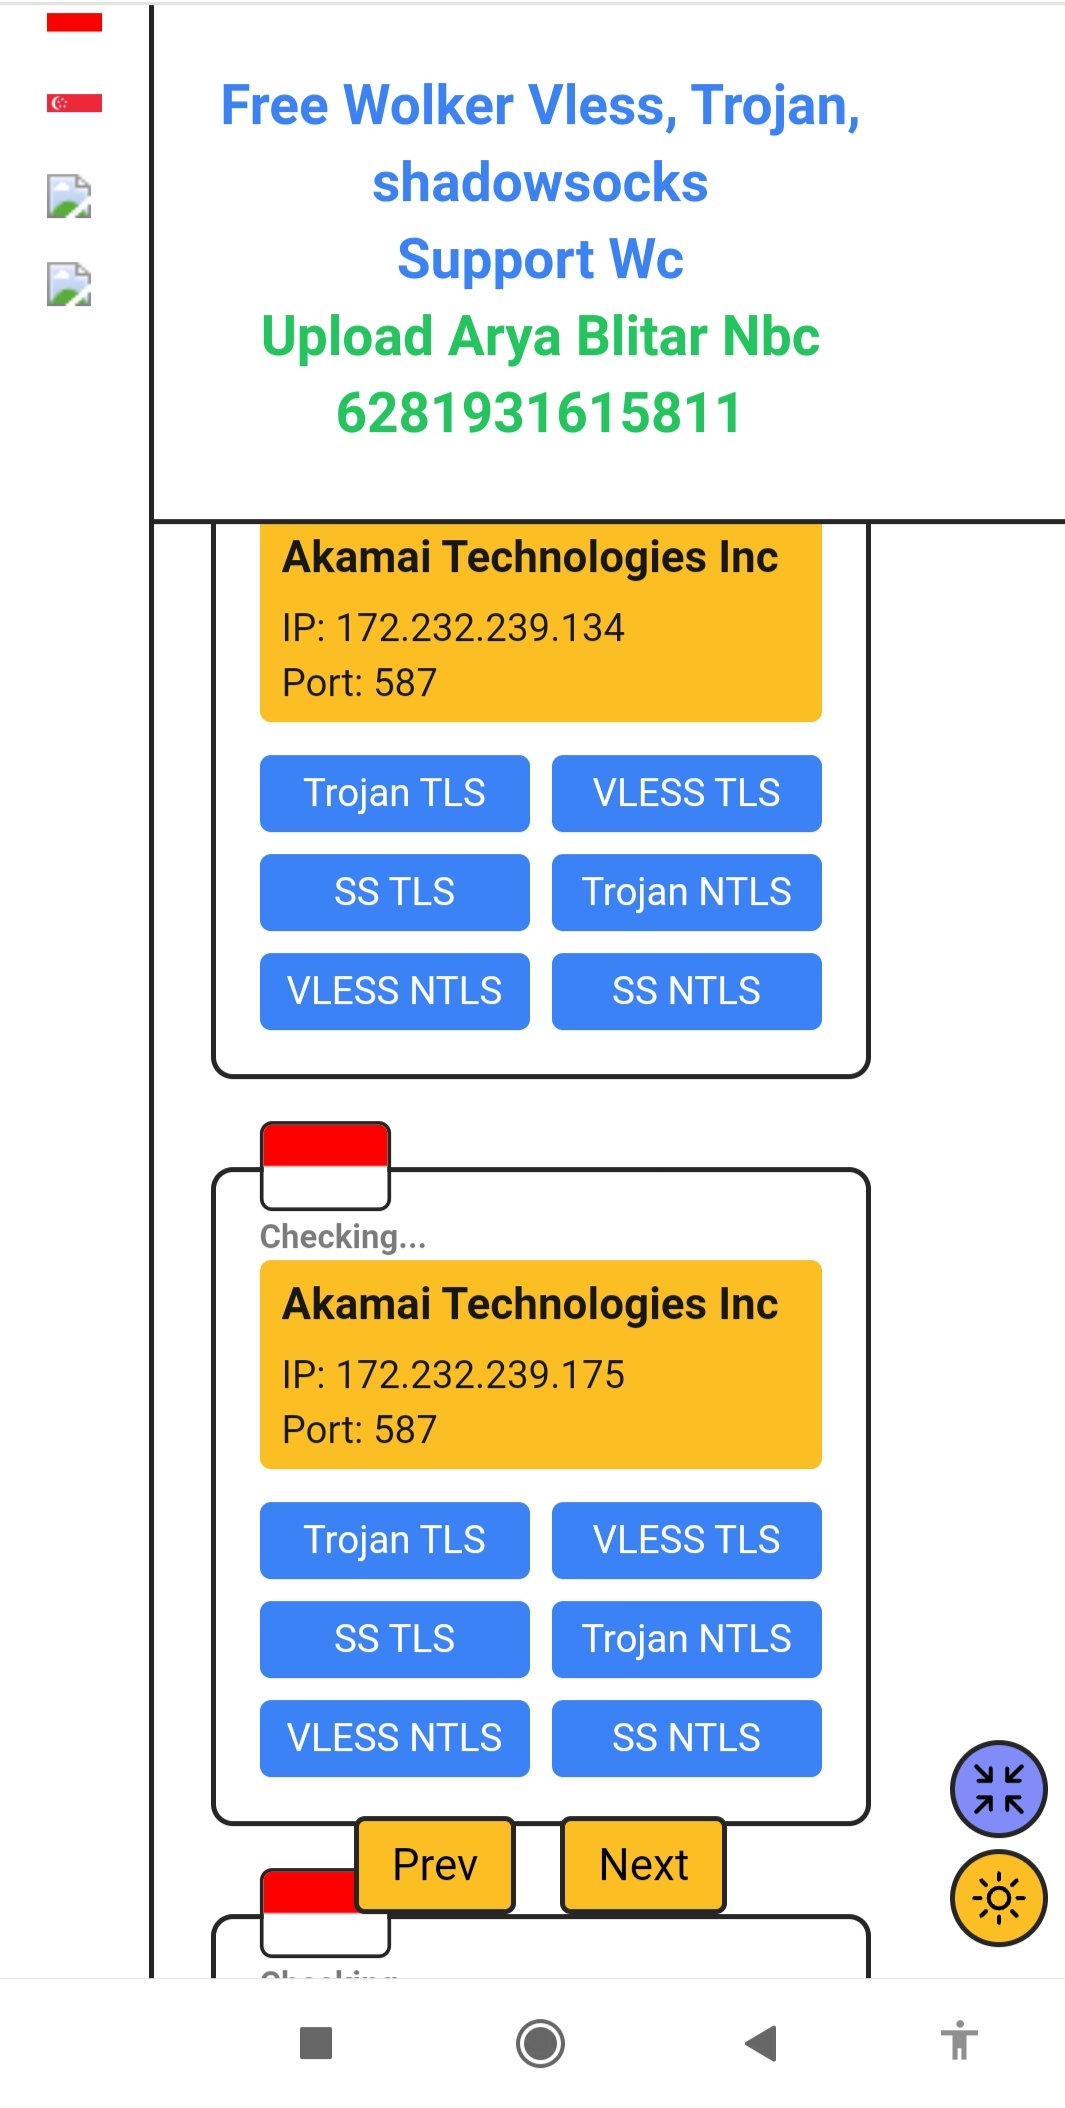 Free Wolker Vless, Trojan,
shadowsocks
Support Wc
Upload Arya Blitar Nbc
6281931615811
Akamai Technologies Inc
IP: 172.232.239.134
Port: 587
Trojan TLS
VLESS TLS
SS TLS
Trojan NTLS
VLESS NTLS
SS NTLS
Checking...
Akamai Technologies Inc
IP: 172.232.239.175
Port: 587
Trojan TLS
VLESS TLS
SS TLS
Trojan NTLS
VLESS NTLS
SS NTLS
Prev
Next